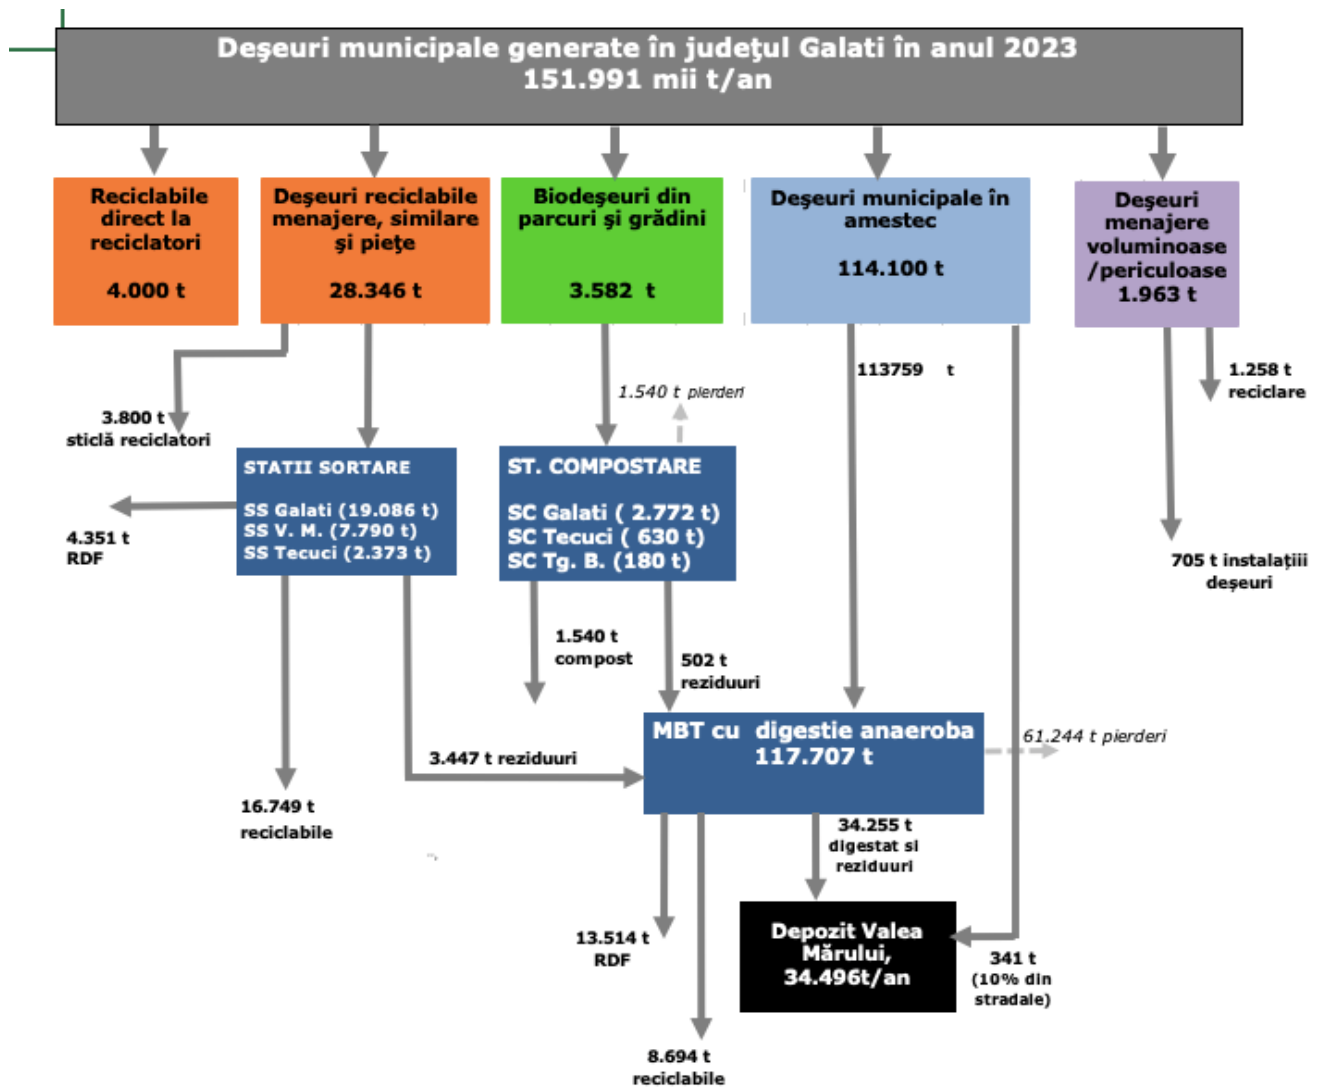 Deşeuri municipale generate în judeţul Galati în anul 2023
151.991 mii t/an
Reciclabile
direct la
reciclatori
4.000 t
Deşeuri reciclabile
menajere, similare
şi pieţe
28.346 t
Biodeşeuri din
parcuri şi grădini
3.582 t
Deşeuri municipale în
amestec
114.100 t
Deşeuri
menajere
voluminoase
/periculoase
1.963 t
3.800 t
sticlă reciclatori
1.540 t pierderi
113759 t
1.258 t
reciclare
STATII SORTARE
SS Galati (19.086 t)
SS V. M. (7.790 t)
SS Tecuci (2.373 t)
ST. COMPOSTARE
SC Galati ( 2.772 t)
SC Tecuci ( 630 t)
SC Tg. B. (180 t)
4.351 t
RDF
705 t instalaţiii
deşeuri
1.540 t
compost
502 t
reziduuri
MBT cu digestie anaeroba
117.707 t
61.244 t pierderi
3.447 t reziduuri
16.749 t
reciclabile
34.255 t
digestat si
reziduuri
13.514 t
RDF
Depozit Valea
Mărului,
34.496t/an
341 t
(10% din
stradale)
8.694 t
reciclabile